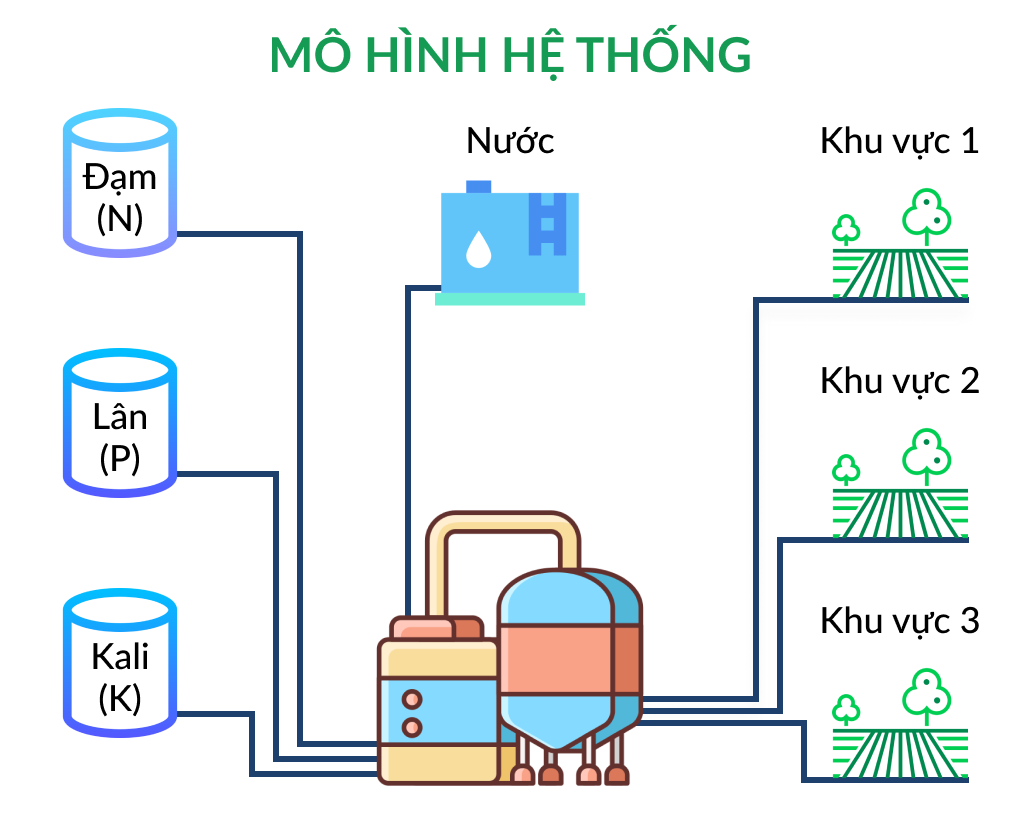 MÔ HÌNH HỆ THỐNG
Đạm
(N)
Nước
Khu vực 1
Lân
(P)
Khu vực 2
Kali
(K)
Khu vực 3